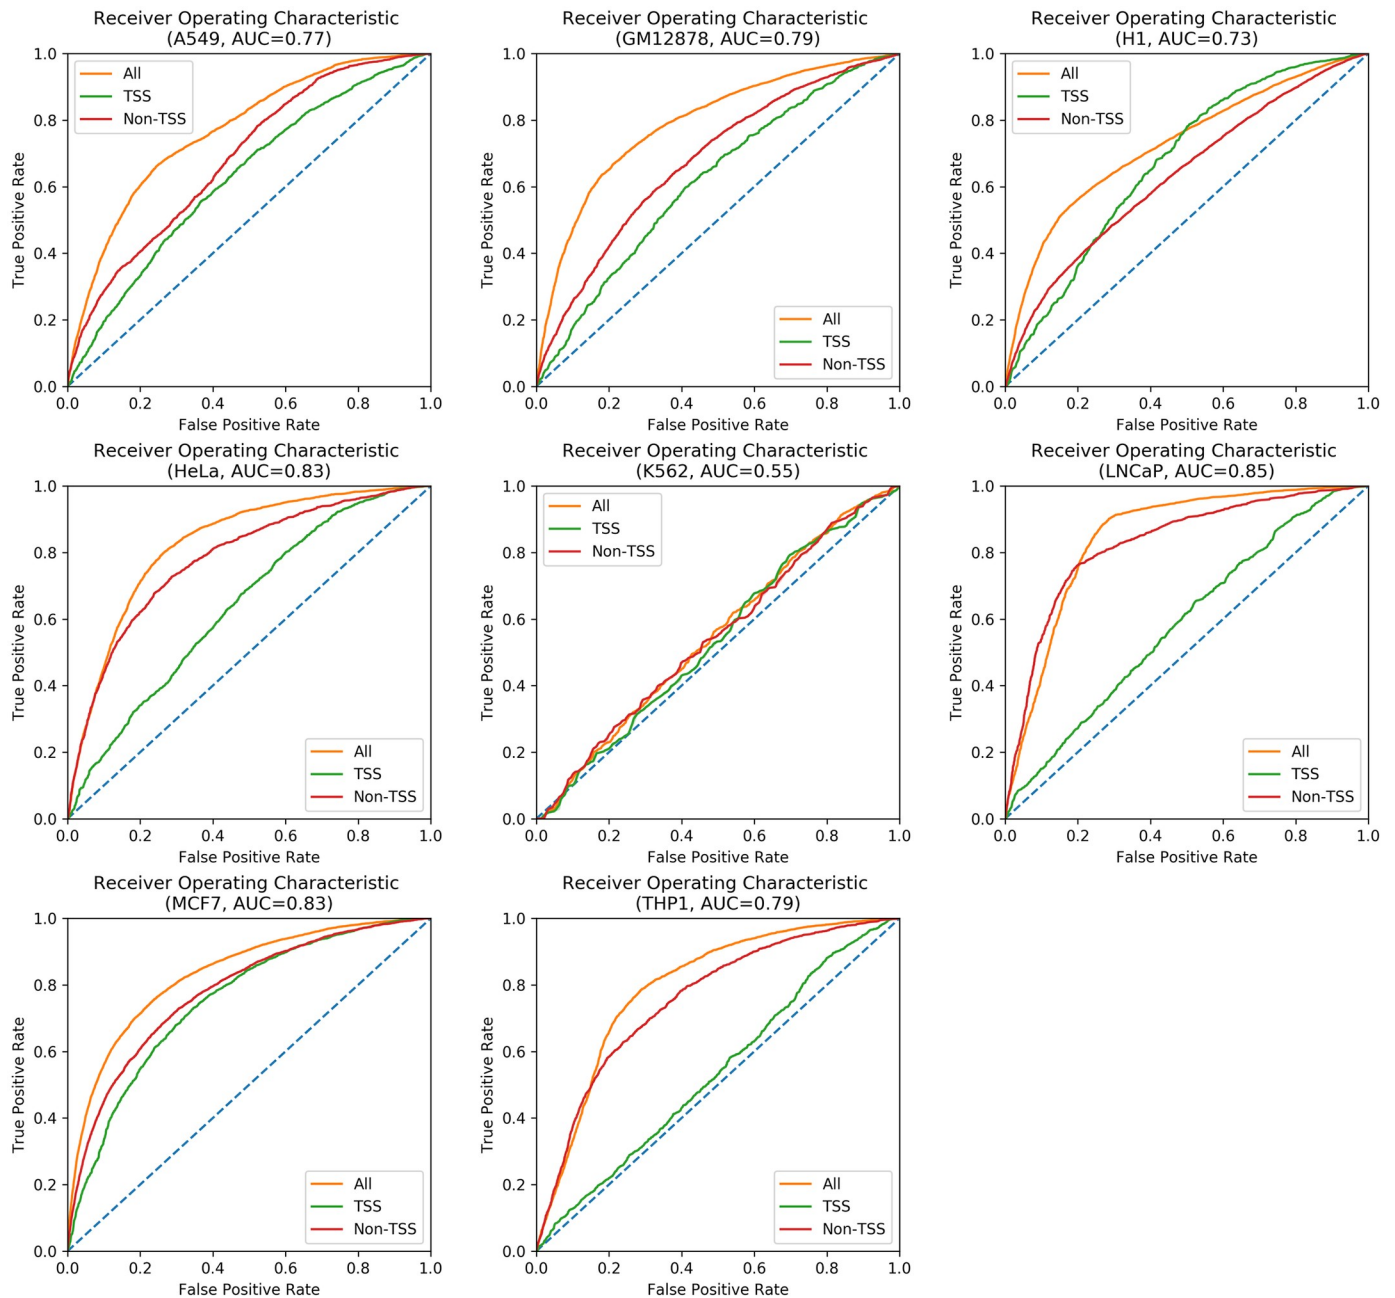 Receiver Operating Characteristic
(A549, AUC=0.77)
1.0
0.8
0.6
0.4
0.2
0.0
True Positive Rate
All
TSS
Non-TSS
0.0 0.2 0.4 0.6 0.8 1.0
False Positive Rate
Receiver Operating Characteristic
(GM12878, AUC=0.79)
1.0
0.8
0.6
0.4
0.2
0.0
True Positive Rate
All
TSS
Non-TSS
0.0 0.2 0.4 0.6 0.8 1.0
False Positive Rate
Receiver Operating Characteristic
(H1, AUC=0.73)
1.0
0.8
0.6
0.4
0.2
0.0
True Positive Rate
All
TSS
Non-TSS
0.0 0.2 0.4 0.6 0.8 1.0
False Positive Rate
Receiver Operating Characteristic
(HeLa, AUC=0.83)
1.0
0.8
0.6
0.4
0.2
0.0
True Positive Rate
All
TSS
Non-TSS
0.0 0.2 0.4 0.6 0.8 1.0
False Positive Rate
Receiver Operating Characteristic
(K562, AUC=0.55)
1.0
0.8
0.6
0.4
0.2
0.0
True Positive Rate
All
TSS
Non-TSS
0.0 0.2 0.4 0.6 0.8 1.0
False Positive Rate
Receiver Operating Characteristic
(LNCaP, AUC=0.85)
1.0
0.8
0.6
0.4
0.2
0.0
True Positive Rate
All
TSS
Non-TSS
0.0 0.2 0.4 0.6 0.8 1.0
False Positive Rate
Receiver Operating Characteristic
(MCF7, AUC=0.83)
1.0
0.8
0.6
0.4
0.2
0.0
True Positive Rate
All
TSS
Non-TSS
0.0 0.2 0.4 0.6 0.8 1.0
False Positive Rate
Receiver Operating Characteristic
(THP1, AUC=0.79)
1.0
0.8
0.6
0.4
0.2
0.0
True Positive Rate
All
TSS
Non-TSS
0.0 0.2 0.4 0.6 0.8 1.0
False Positive Rate